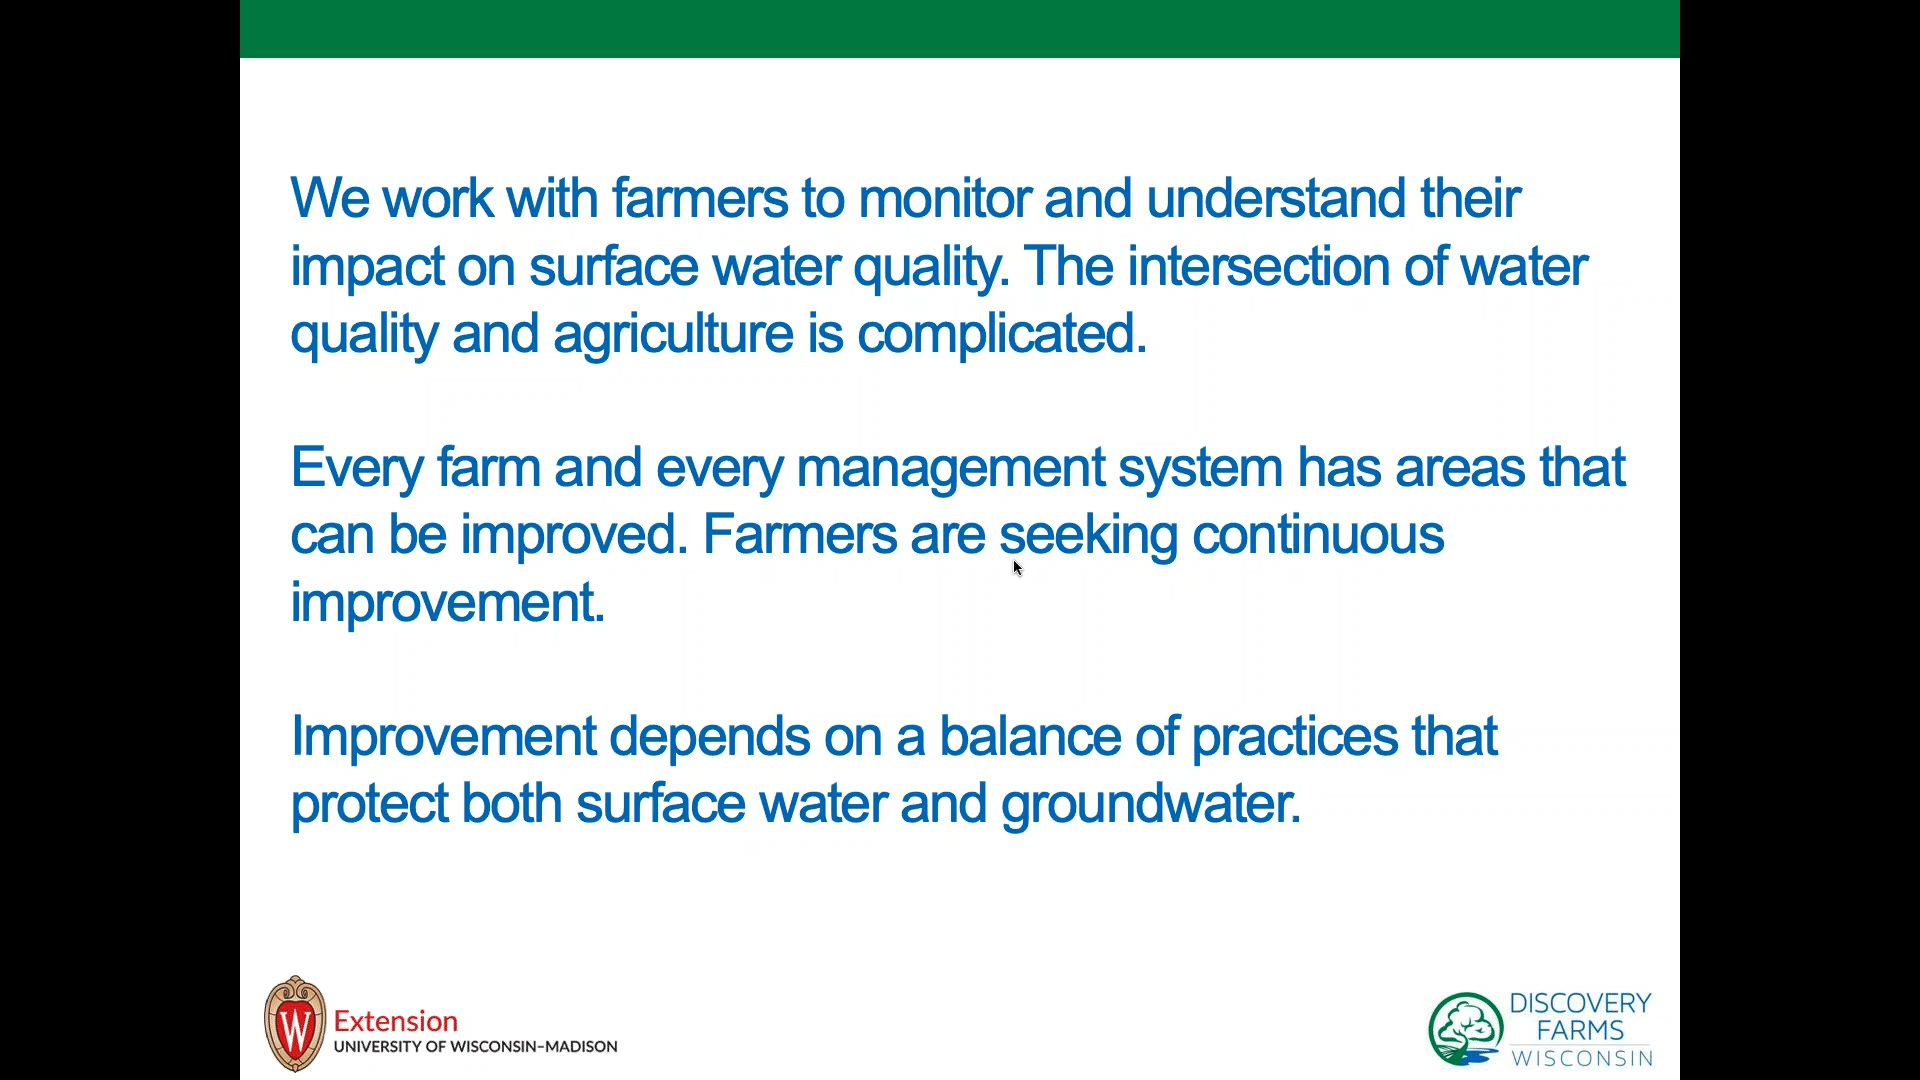 We work with farmers to monitor and understand their
impact on surface water quality. The intersection of water
quality and agriculture is complicated.
Every farm and every management system has areas that
can be improved. Farmers are seeking continuous
improvement.
Improvement depends on a balance of practices that
protect both surface water and groundwater.
W
Extension
UNIVERSITY OF WISCONSIN–MADISON
DISCOVERY
FARMS
WISCONSIN